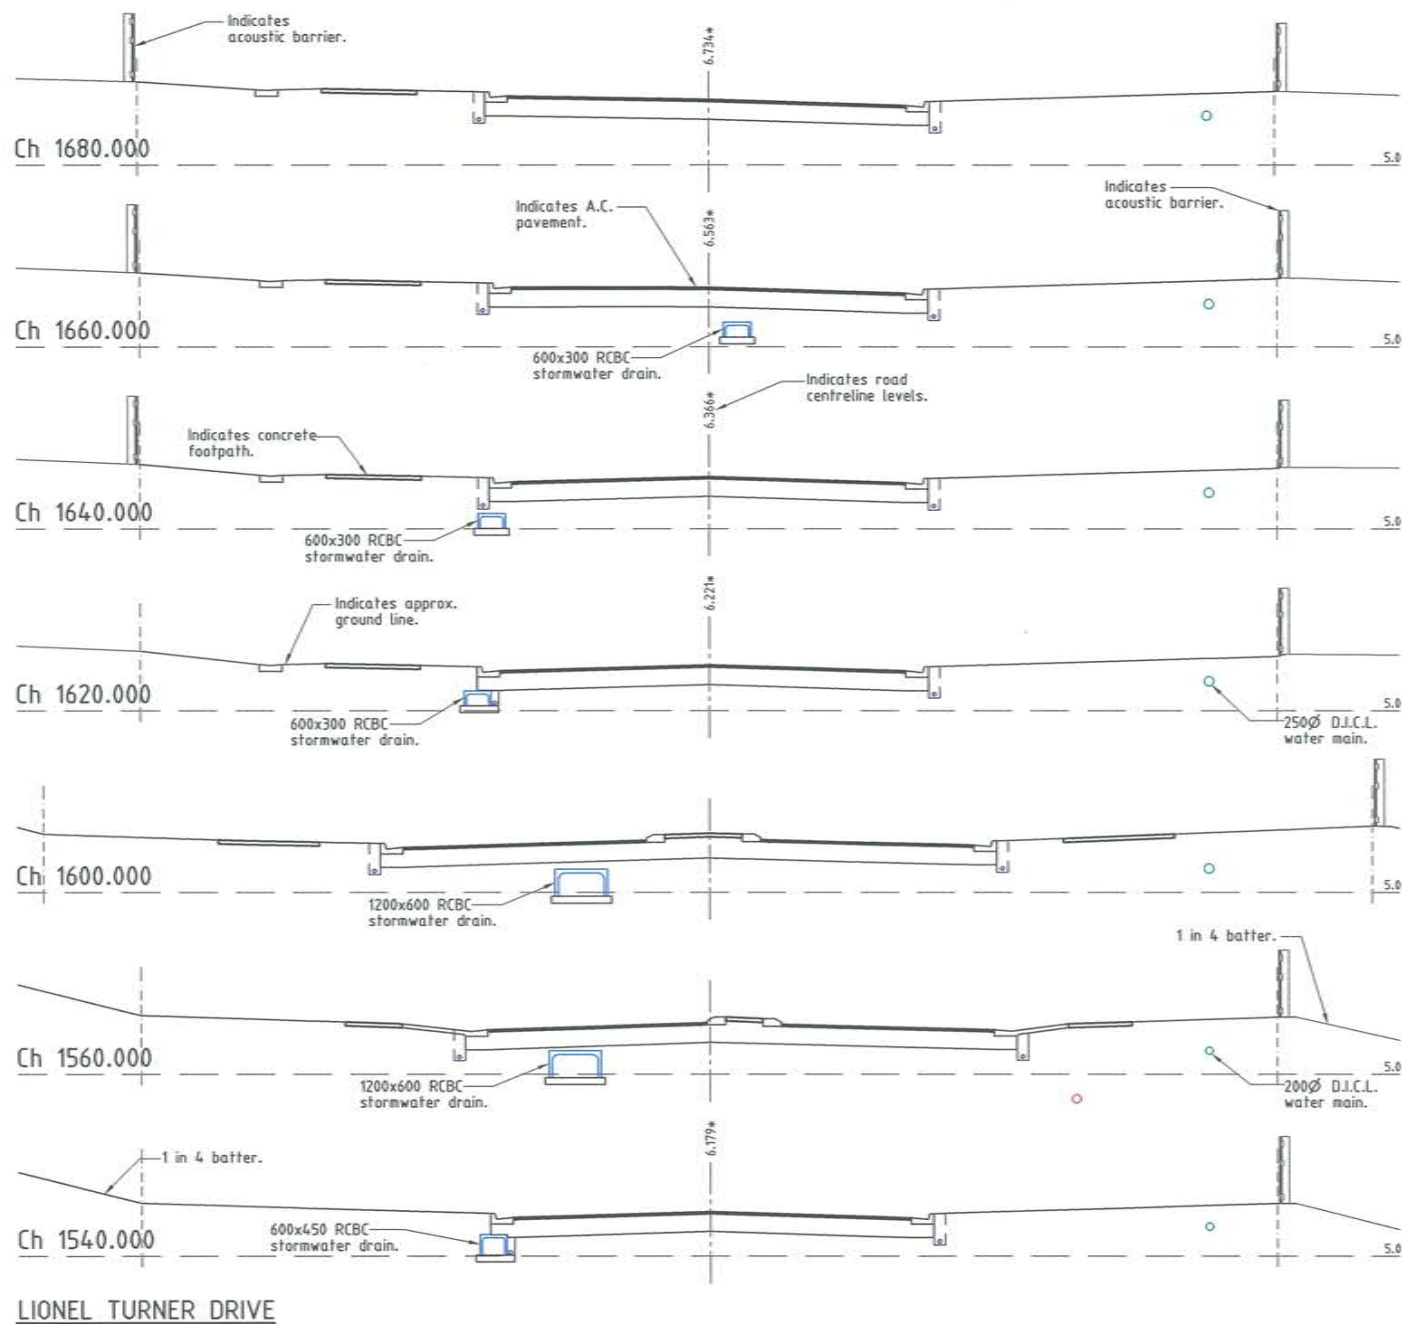 Indicates
acoustic barrier.
6.734*
Ch 1680.000
5.0
Indicates
acoustic barrier.
Indicates A.C.
pavement.
6.563*
Ch 1660.000
5.0
600x300 RCBC
stormwater drain.
Indicates road
centreline levels.
6.366*
Indicates concrete
footpath.
Ch 1640.000
5.0
600x300 RCBC
stormwater drain.
6.221*
Indicates approx.
ground line.
Ch 1620.000
5.0
600x300 RCBC
stormwater drain.
250Ø D.I.C.L.
water main.
Ch 1600.000
5.0
1200x600 RCBC
stormwater drain.
1 in 4 batter.
Ch 1560.000
5.0
1200x600 RCBC
stormwater drain.
200Ø D.I.C.L.
water main.
6.179*
1 in 4 batter.
600x450 RCBC
stormwater drain.
Ch 1540.000
5.0
LIONEL TURNER DRIVE